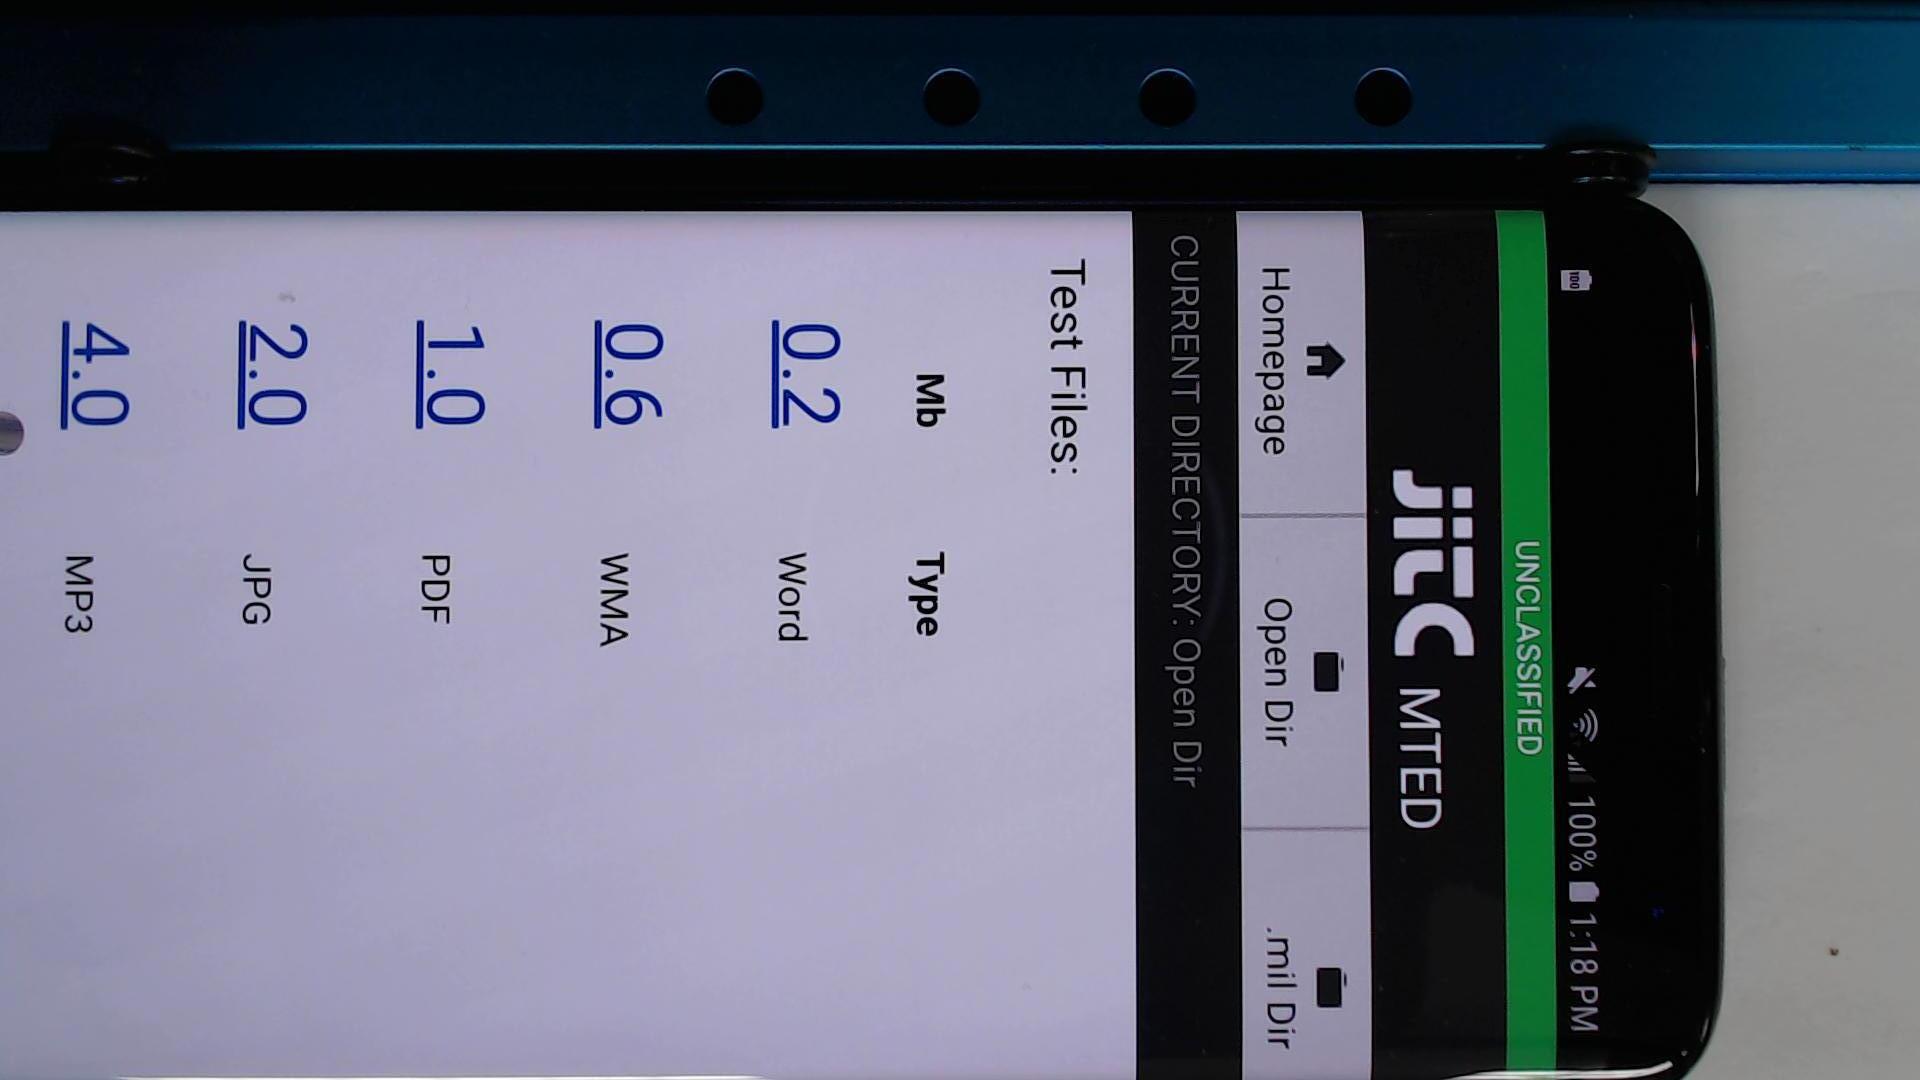 100% 1:18 PM
UNCLASSIFIED
JITC MTED
Homepage Open Dir .mil Dir
CURRENT DIRECTORY: Open Dir
Test Files:
Mb Type
0.2 Word
0.6 WMA
1.0 PDF
2.0 JPG
4.0 MP3